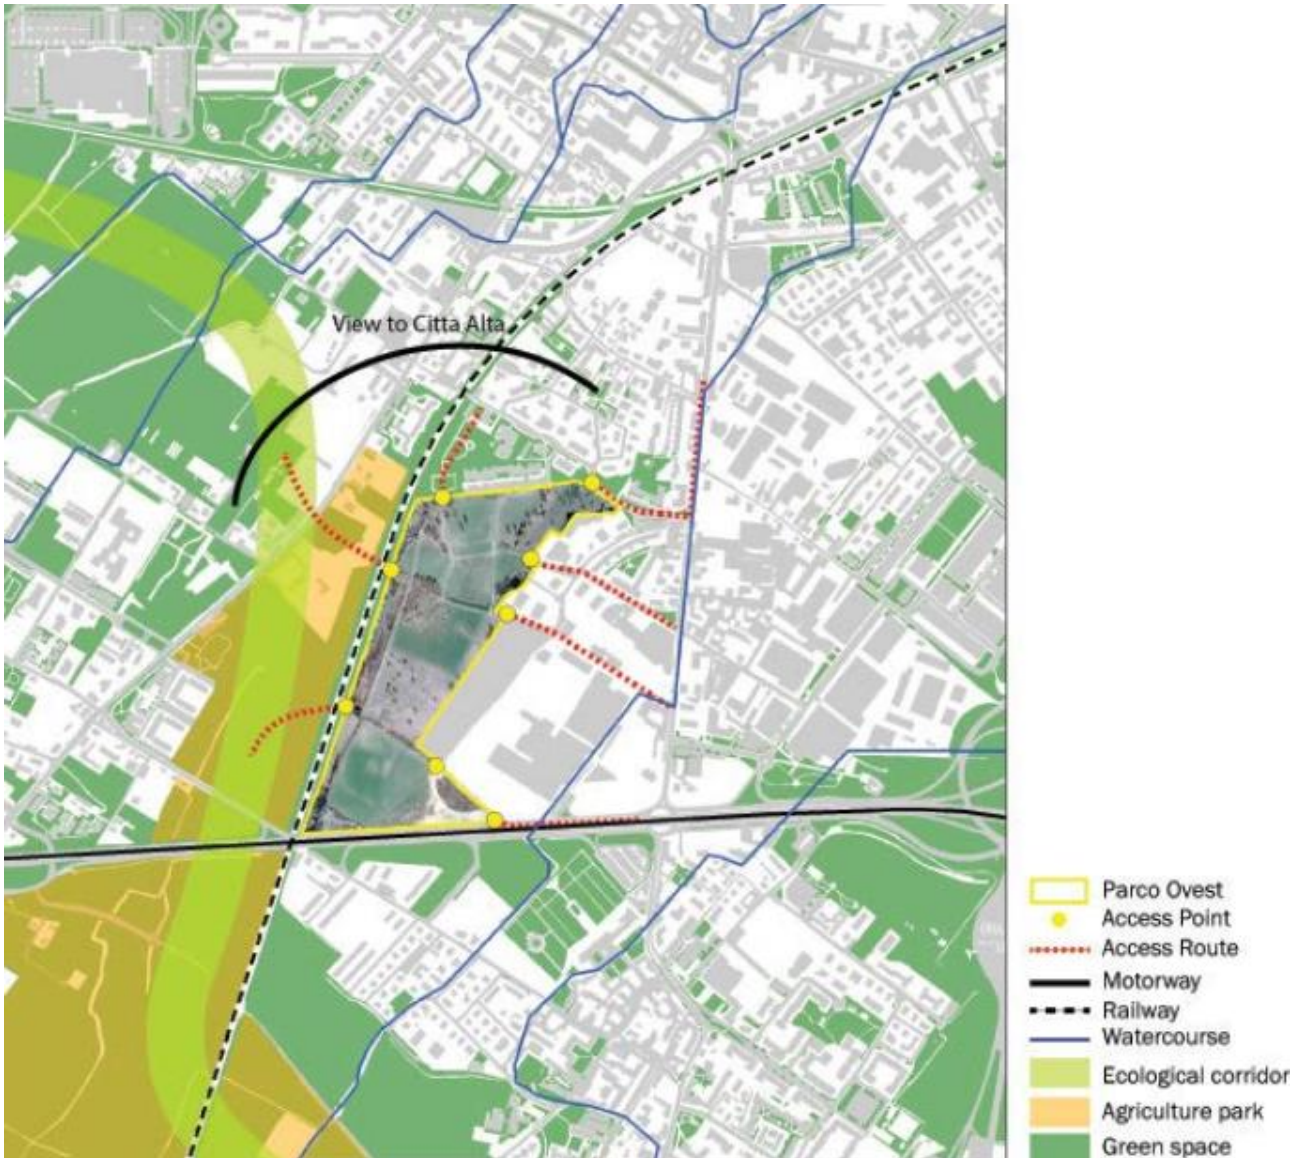 View to Citta Alta
Parco Ovest
Access Point
Access Route
Motorway
Railway
Watercourse
Ecological corridor
Agriculture park
Green space